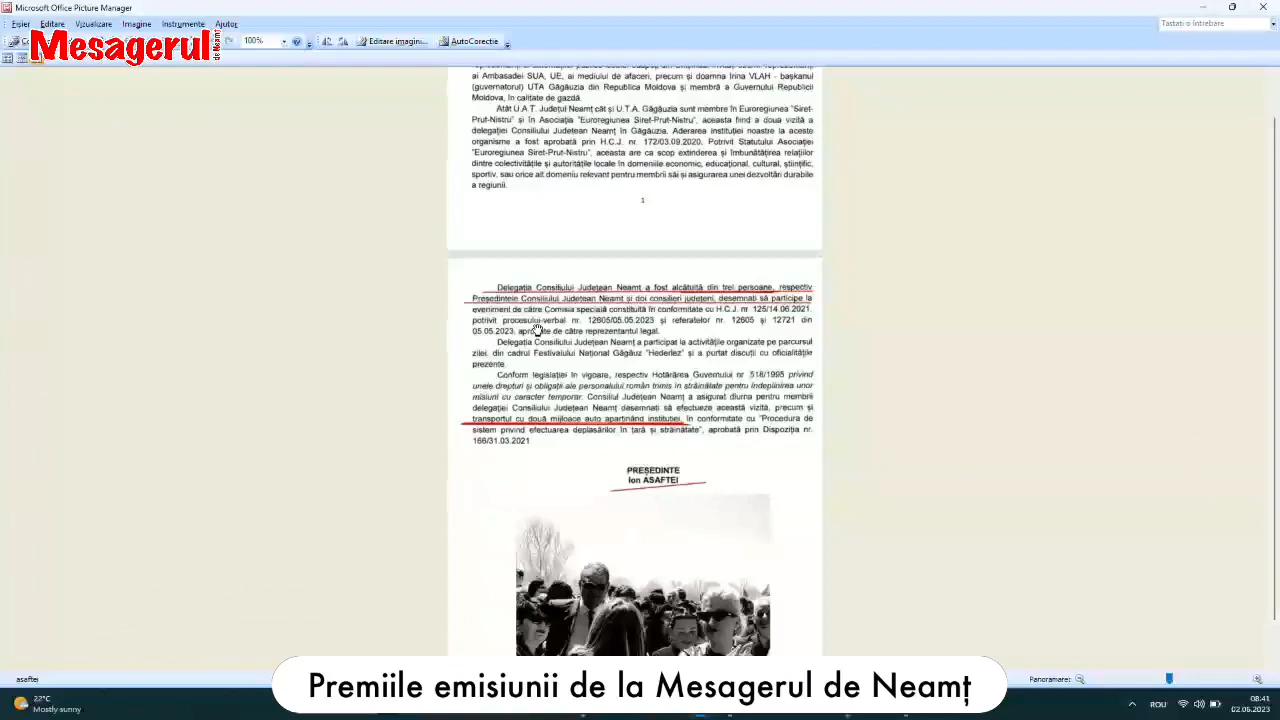 Microsoft Office Picture Manager
Fișier Editare Vizualizare Imagine Instrumente Ajutor
Tastați o întrebare
Mesagerul
de Neamț
100%
Editare imagini...
AutoCorecție
ai Ambasadei SUA, UE, ai mediului de afaceri, precum și doamna Irina VLAH - başkanul
(guvernatorul) UTA Găgăuzia din Republica Moldova și membră a Guvernului Republicii
Moldova, în calitate de gazdă.
Atât U.A.T. Județul Neamț cât și U.T.A. Găgăuzia sunt membre în Euroregiunea "Siret-
Prut-Nistru" și în Asociația "Euroregiunea Siret-Prut-Nistru", aceasta fiind a doua vizită a
delegației Consiliului Județean Neamț în Găgăuzia. Aderarea instituției noastre la aceste
organisme a fost aprobată prin H.C.J. nr. 172/03.09.2020. Potrivit Statutului Asociației
"Euroregiunea Siret-Prut-Nistru", aceasta are ca scop extinderea și îmbunătățirea relațiilor
dintre colectivitățile și autoritățile locale în domeniile economic, educațional, cultural, științific,
sportiv, sau orice alt domeniu relevant pentru membrii săi și asigurarea unei dezvoltări durabile
a regiunii.
1
Delegația Consiliului Județean Neamț a fost alcătuită din trei persoane, respectiv
Președintele Consiliului Județean Neamț și doi consilieri județeni, desemnați să participe la
eveniment de către Comisia specială constituită în conformitate cu H.C.J. nr. 125/14.06.2021,
potrivit procesului-verbal nr. 12605/05.05.2023 și referatelor nr. 12605 și 12721 din
05.05.2023, aprobate de către reprezentantul legal.
Delegația Consiliului Județean Neamț a participat la activitățile organizate pe parcursul
zilei, din cadrul Festivalului Național Găgăuz "Hederlez" și a purtat discuții cu oficialitățile
prezente.
Conform legislației în vigoare, respectiv Hotărârea Guvernului nr. 518/1995 privind
unele drepturi și obligații ale personalului român trimis în străinătate pentru îndeplinirea unor
misiuni cu caracter temporar, Consiliul Județean Neamț a asigurat diurna pentru membrii
delegației Consiliului Județean Neamț desemnați să efectueze această vizită, precum și
transportul cu două mijloace auto aparținând instituției, în conformitate cu "Procedura de
sistem privind efectuarea deplasărilor în țară și străinătate", aprobată prin Dispoziția nr.
166/31.03.2021
PREȘEDINTE
Ion ASAFTEI
asaftei
Panoramare:
Premiile emisiunii de la Mesagerul de Neamț
22°C
Mostly sunny
ROU
08:41
02.05.2023